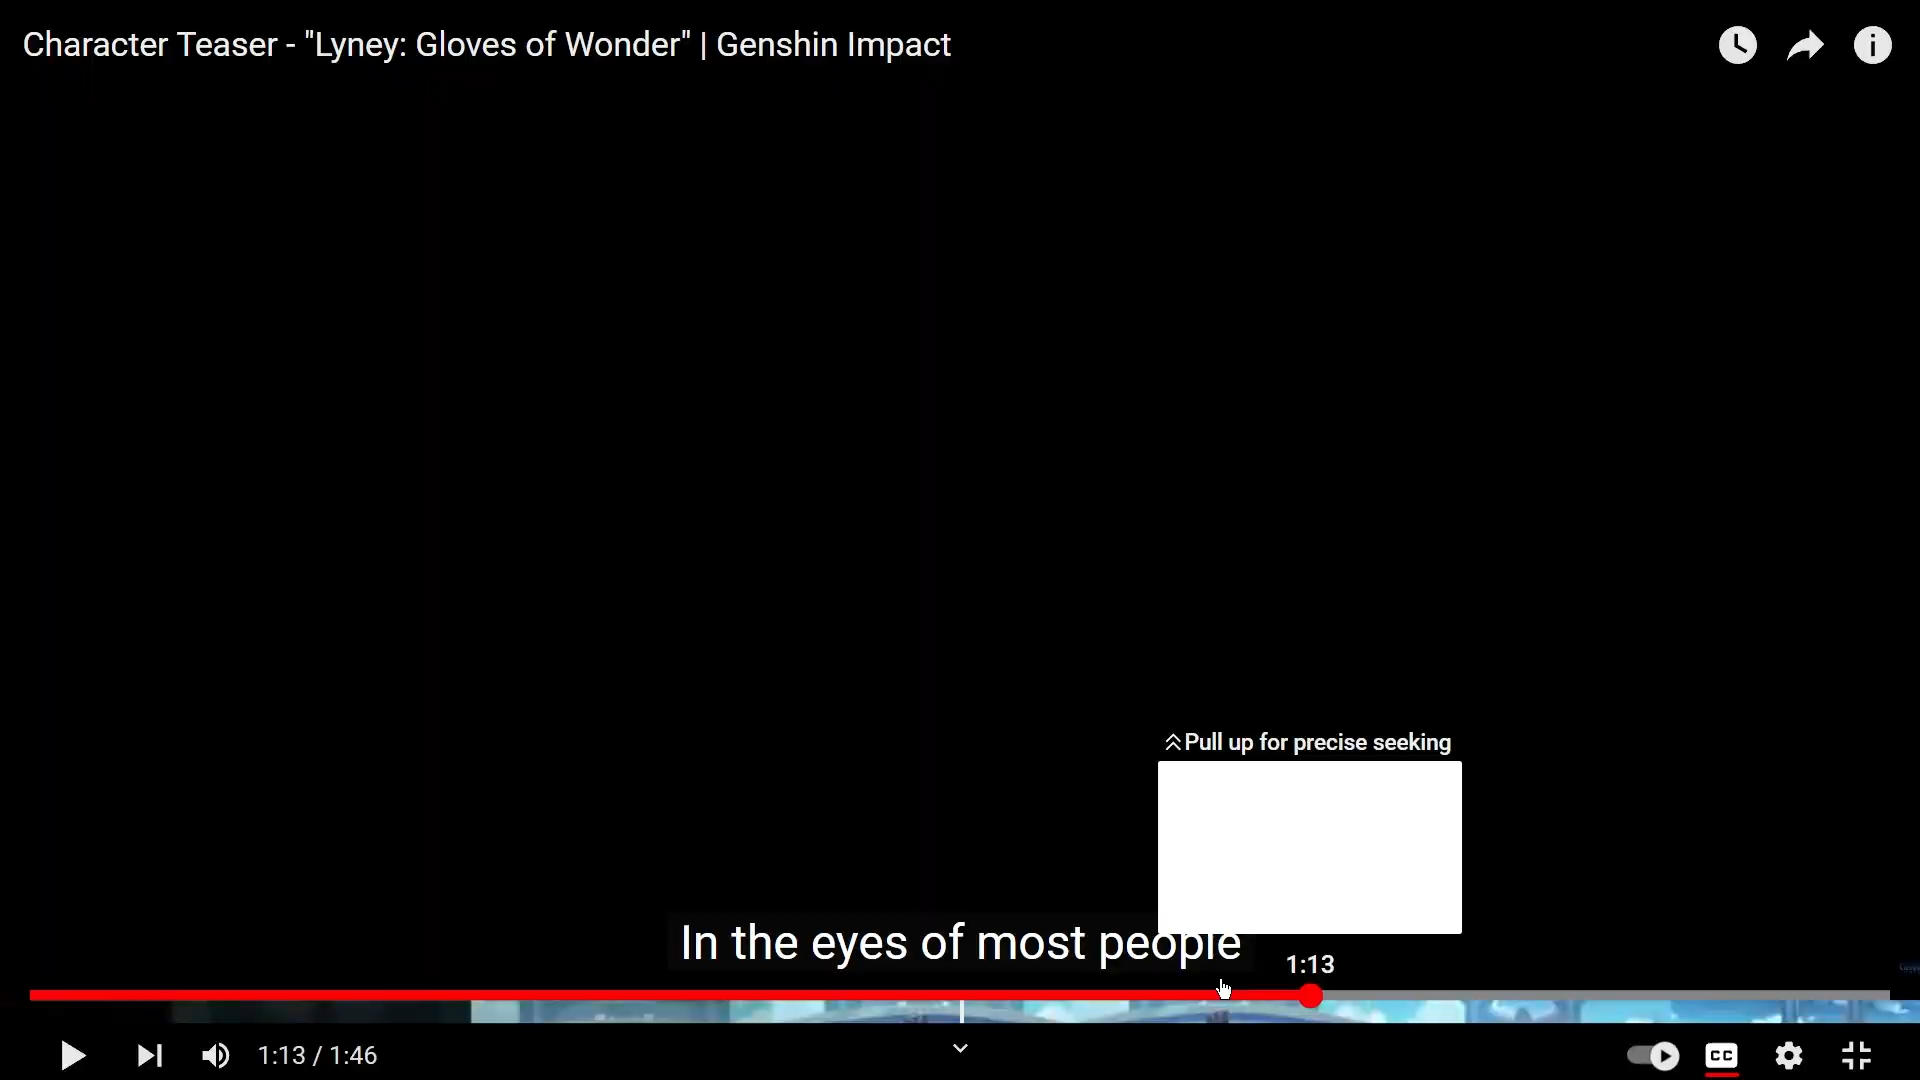 Character Teaser - "Lyney: Gloves of Wonder" | Genshin Impact
Pull up for precise seeking
In the eyes of most people
1:13
1:13 / 1:46
CC